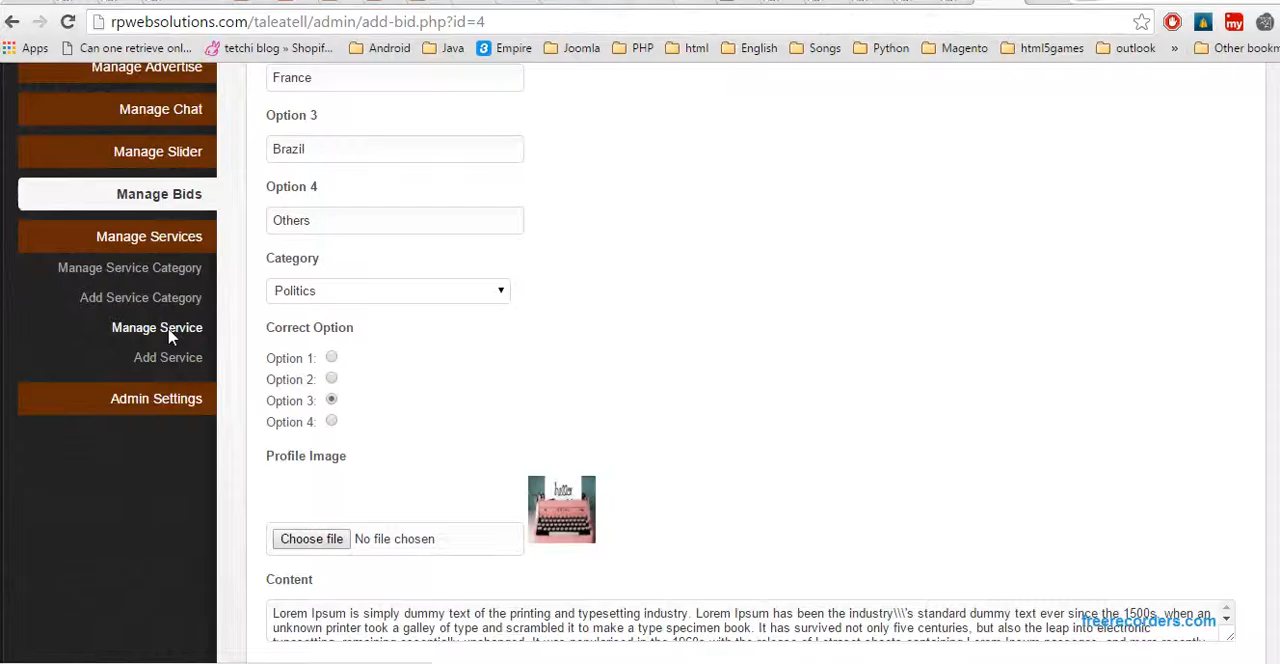 rpwebsolutions.com/taleatell/admin/add-bid.php?id=4
Apps Can one retrieve onl... tetchi blog » Shopif... Android Java 3 Empire Joomla PHP html English Songs Python Magento html5games outlook » Other bookm
Manage Advertise
Manage Chat
Manage Slider
Manage Bids
Manage Services
Manage Service Category
Add Service Category
Manage Service
Add Service
Admin Settings
France
Option 3
Brazil
Option 4
Others
Category
Politics
Correct Option
Option 1:
Option 2:
Option 3:
Option 4:
Profile Image
hello
Choose file No file chosen
Content
Lorem Ipsum is simply dummy text of the printing and typesetting industry. Lorem Ipsum has been the industry\\\'s standard dummy text ever since the 1500s, when an
unknown printer took a galley of type and scrambled it to make a type specimen book. It has survived not only five centuries, but also the leap into electronic
freerecorders.com